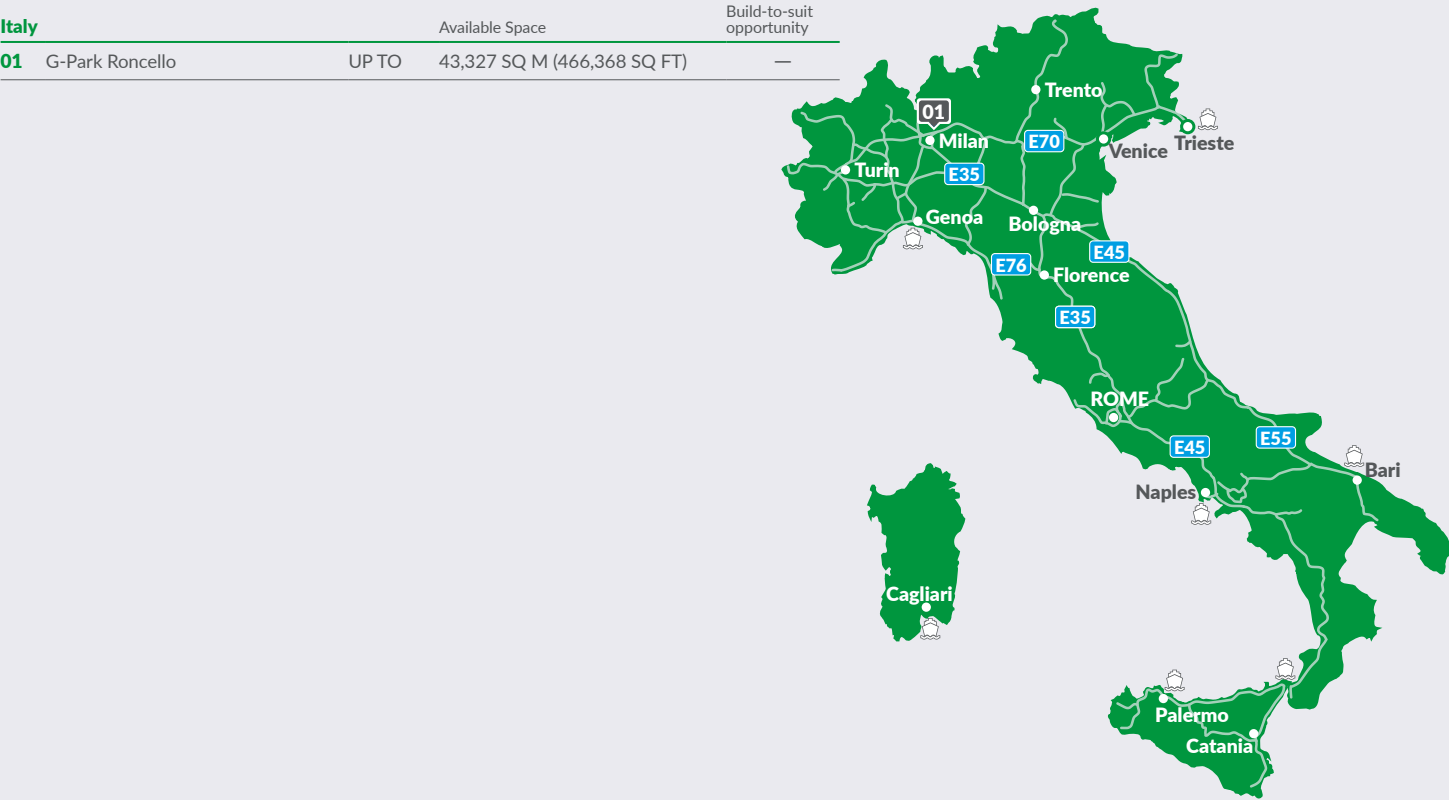 Italy
Available Space
Build-to-suit
opportunity
01 G-Park Roncello UP TO 43,327 SQ M (466,368 SQ FT) —
Trento
01
Milan
E70
Venice
Trieste
Turin
E35
Genoa
Bologna
E45
E76
Florence
E35
ROME
E45
E55
Bari
Naples
Cagliari
Palermo
Catania